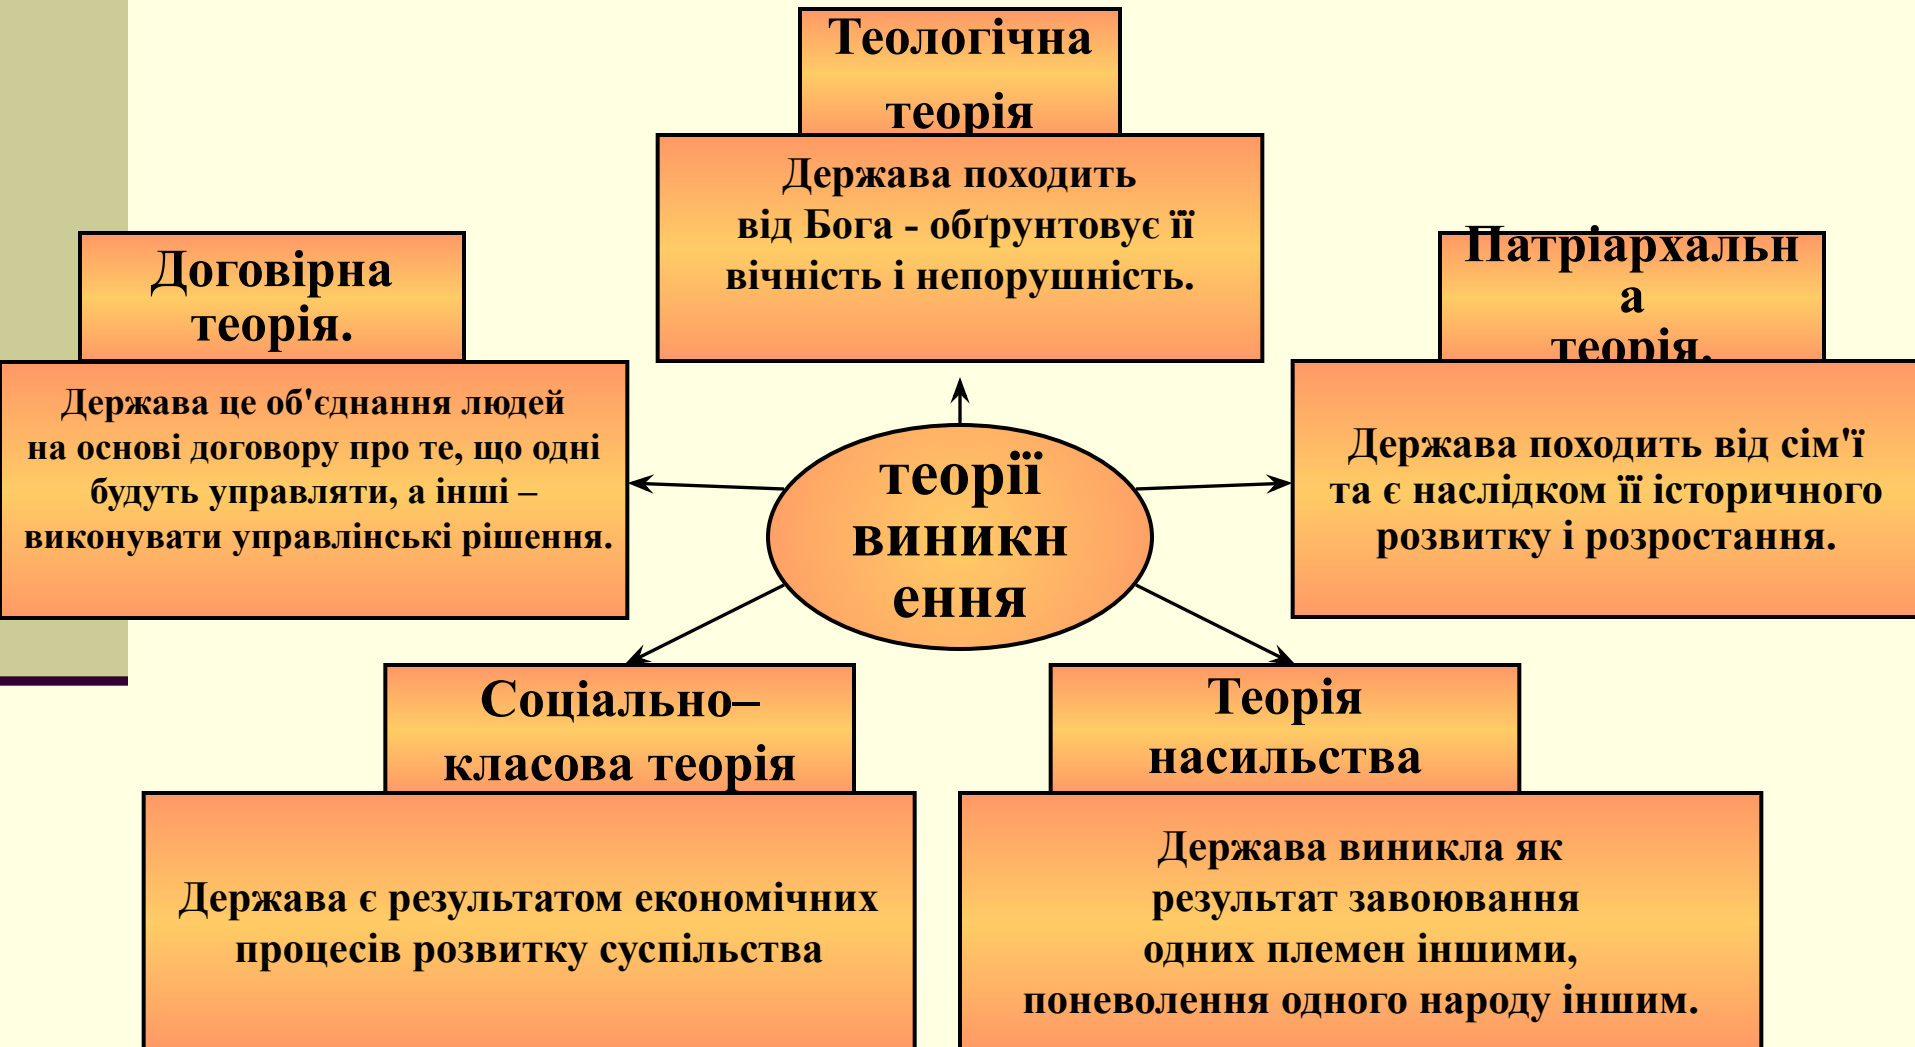 Теологічна
теорія
Держава походить
від Бога - обґрунтовує її
вічність і непорушність.
Договірна
теорія.
Держава це об'єднання людей
на основі договору про те, що одні
будуть управляти, а інші –
виконувати управлінські рішення.
Патріархальн
а
теорія.
Держава походить від сім'ї
та є наслідком її історичного
розвитку і розростання.
теорії
виникн
ення
Соціально–
класова теорія
Держава є результатом економічних
процесів розвитку суспільства
Теорія
насильства
Держава виникла як
результат завоювання
одних племен іншими,
поневолення одного народу іншим.